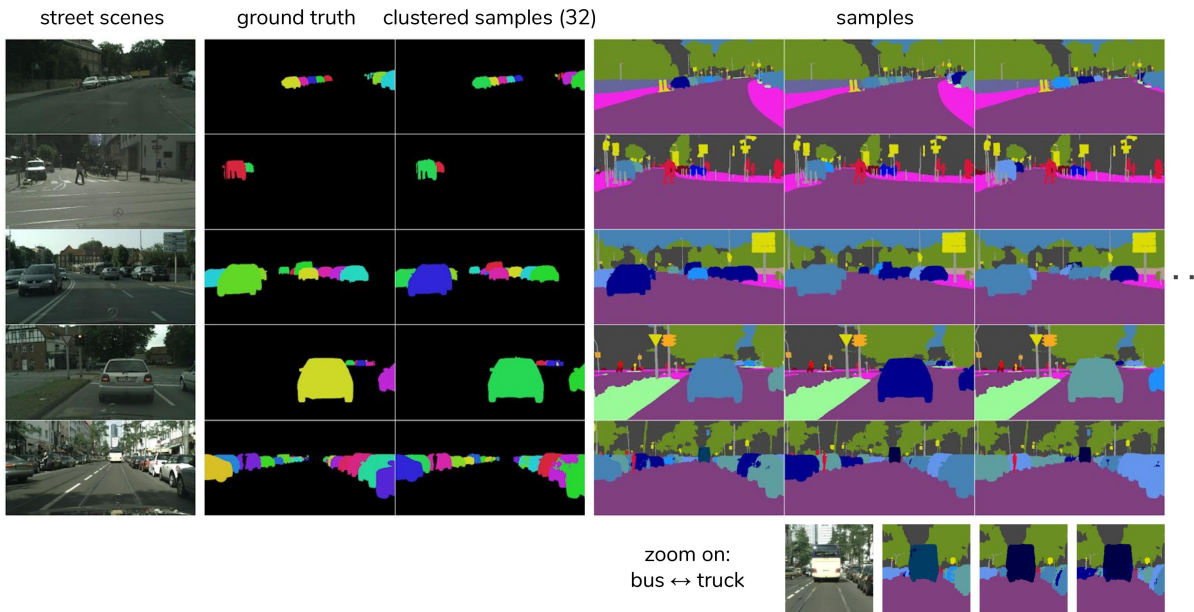 street scenes
ground truth
clustered samples (32)
samples
zoom on:
bus ↔ truck